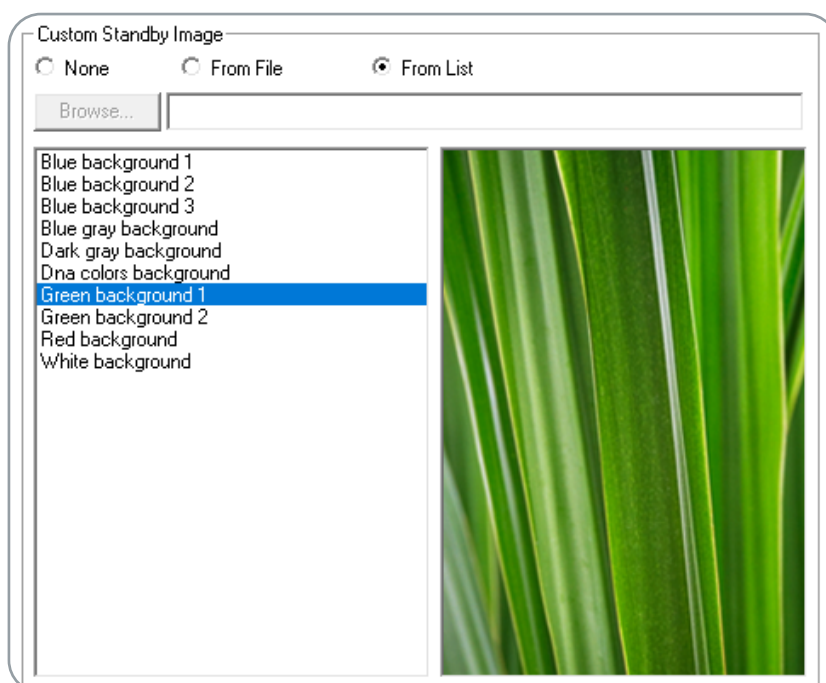 Custom Standby Image
None From File From List
Browse...
Blue background 1
Blue background 2
Blue background 3
Blue gray background
Dark gray background
Dna colors background
Green background 1
Green background 2
Red background
White background